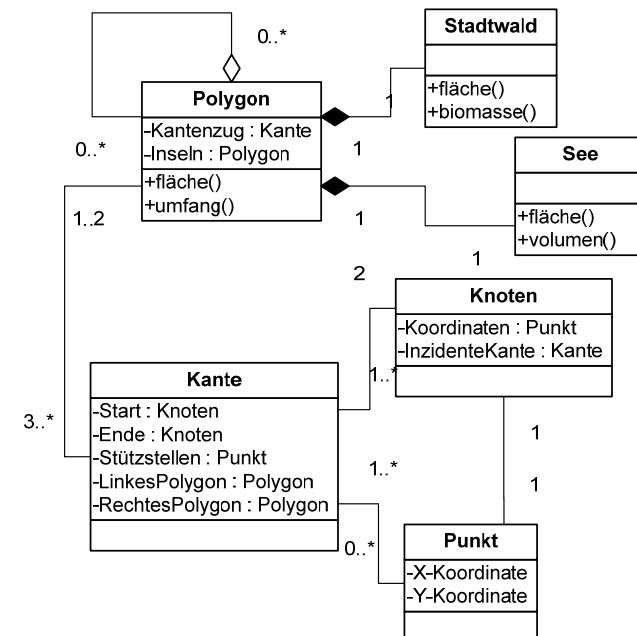 0..*
Stadtwald
+fläche()
+biomasse()
1
Polygon
-Kantenzug : Kante
-Inseln : Polygon
+fläche()
+umfang()
0..*
1
See
+fläche()
+volumen()
1..2
1
1
2
Knoten
-Koordinaten : Punkt
-InzidenteKante : Kante
Kante
-Start : Knoten
-Ende : Knoten
-Stützstellen : Punkt
-LinkesPolygon : Polygon
-RechtesPolygon : Polygon
1..*
3..*
1
1..*
1
0..*
Punkt
-X-Koordinate
-Y-Koordinate